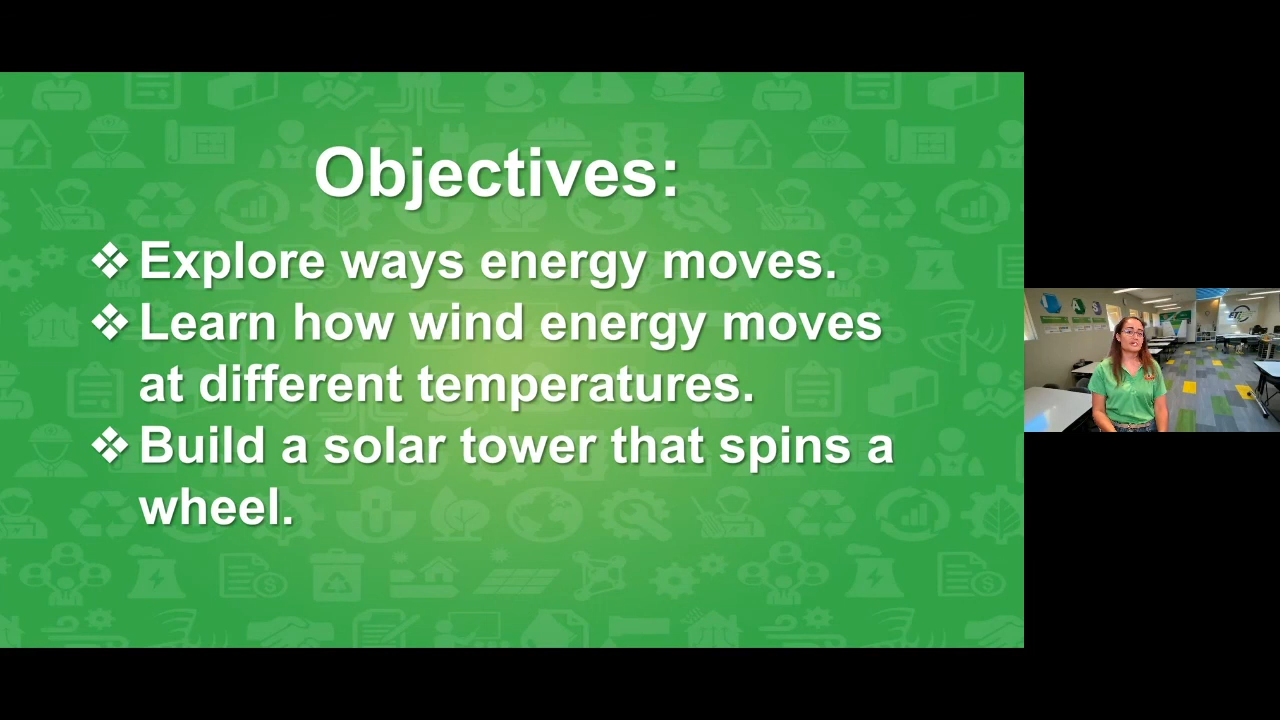 Objectives:
❖ Explore ways energy moves.
❖ Learn how wind energy moves
at different temperatures.
❖ Build a solar tower that spins a
wheel.